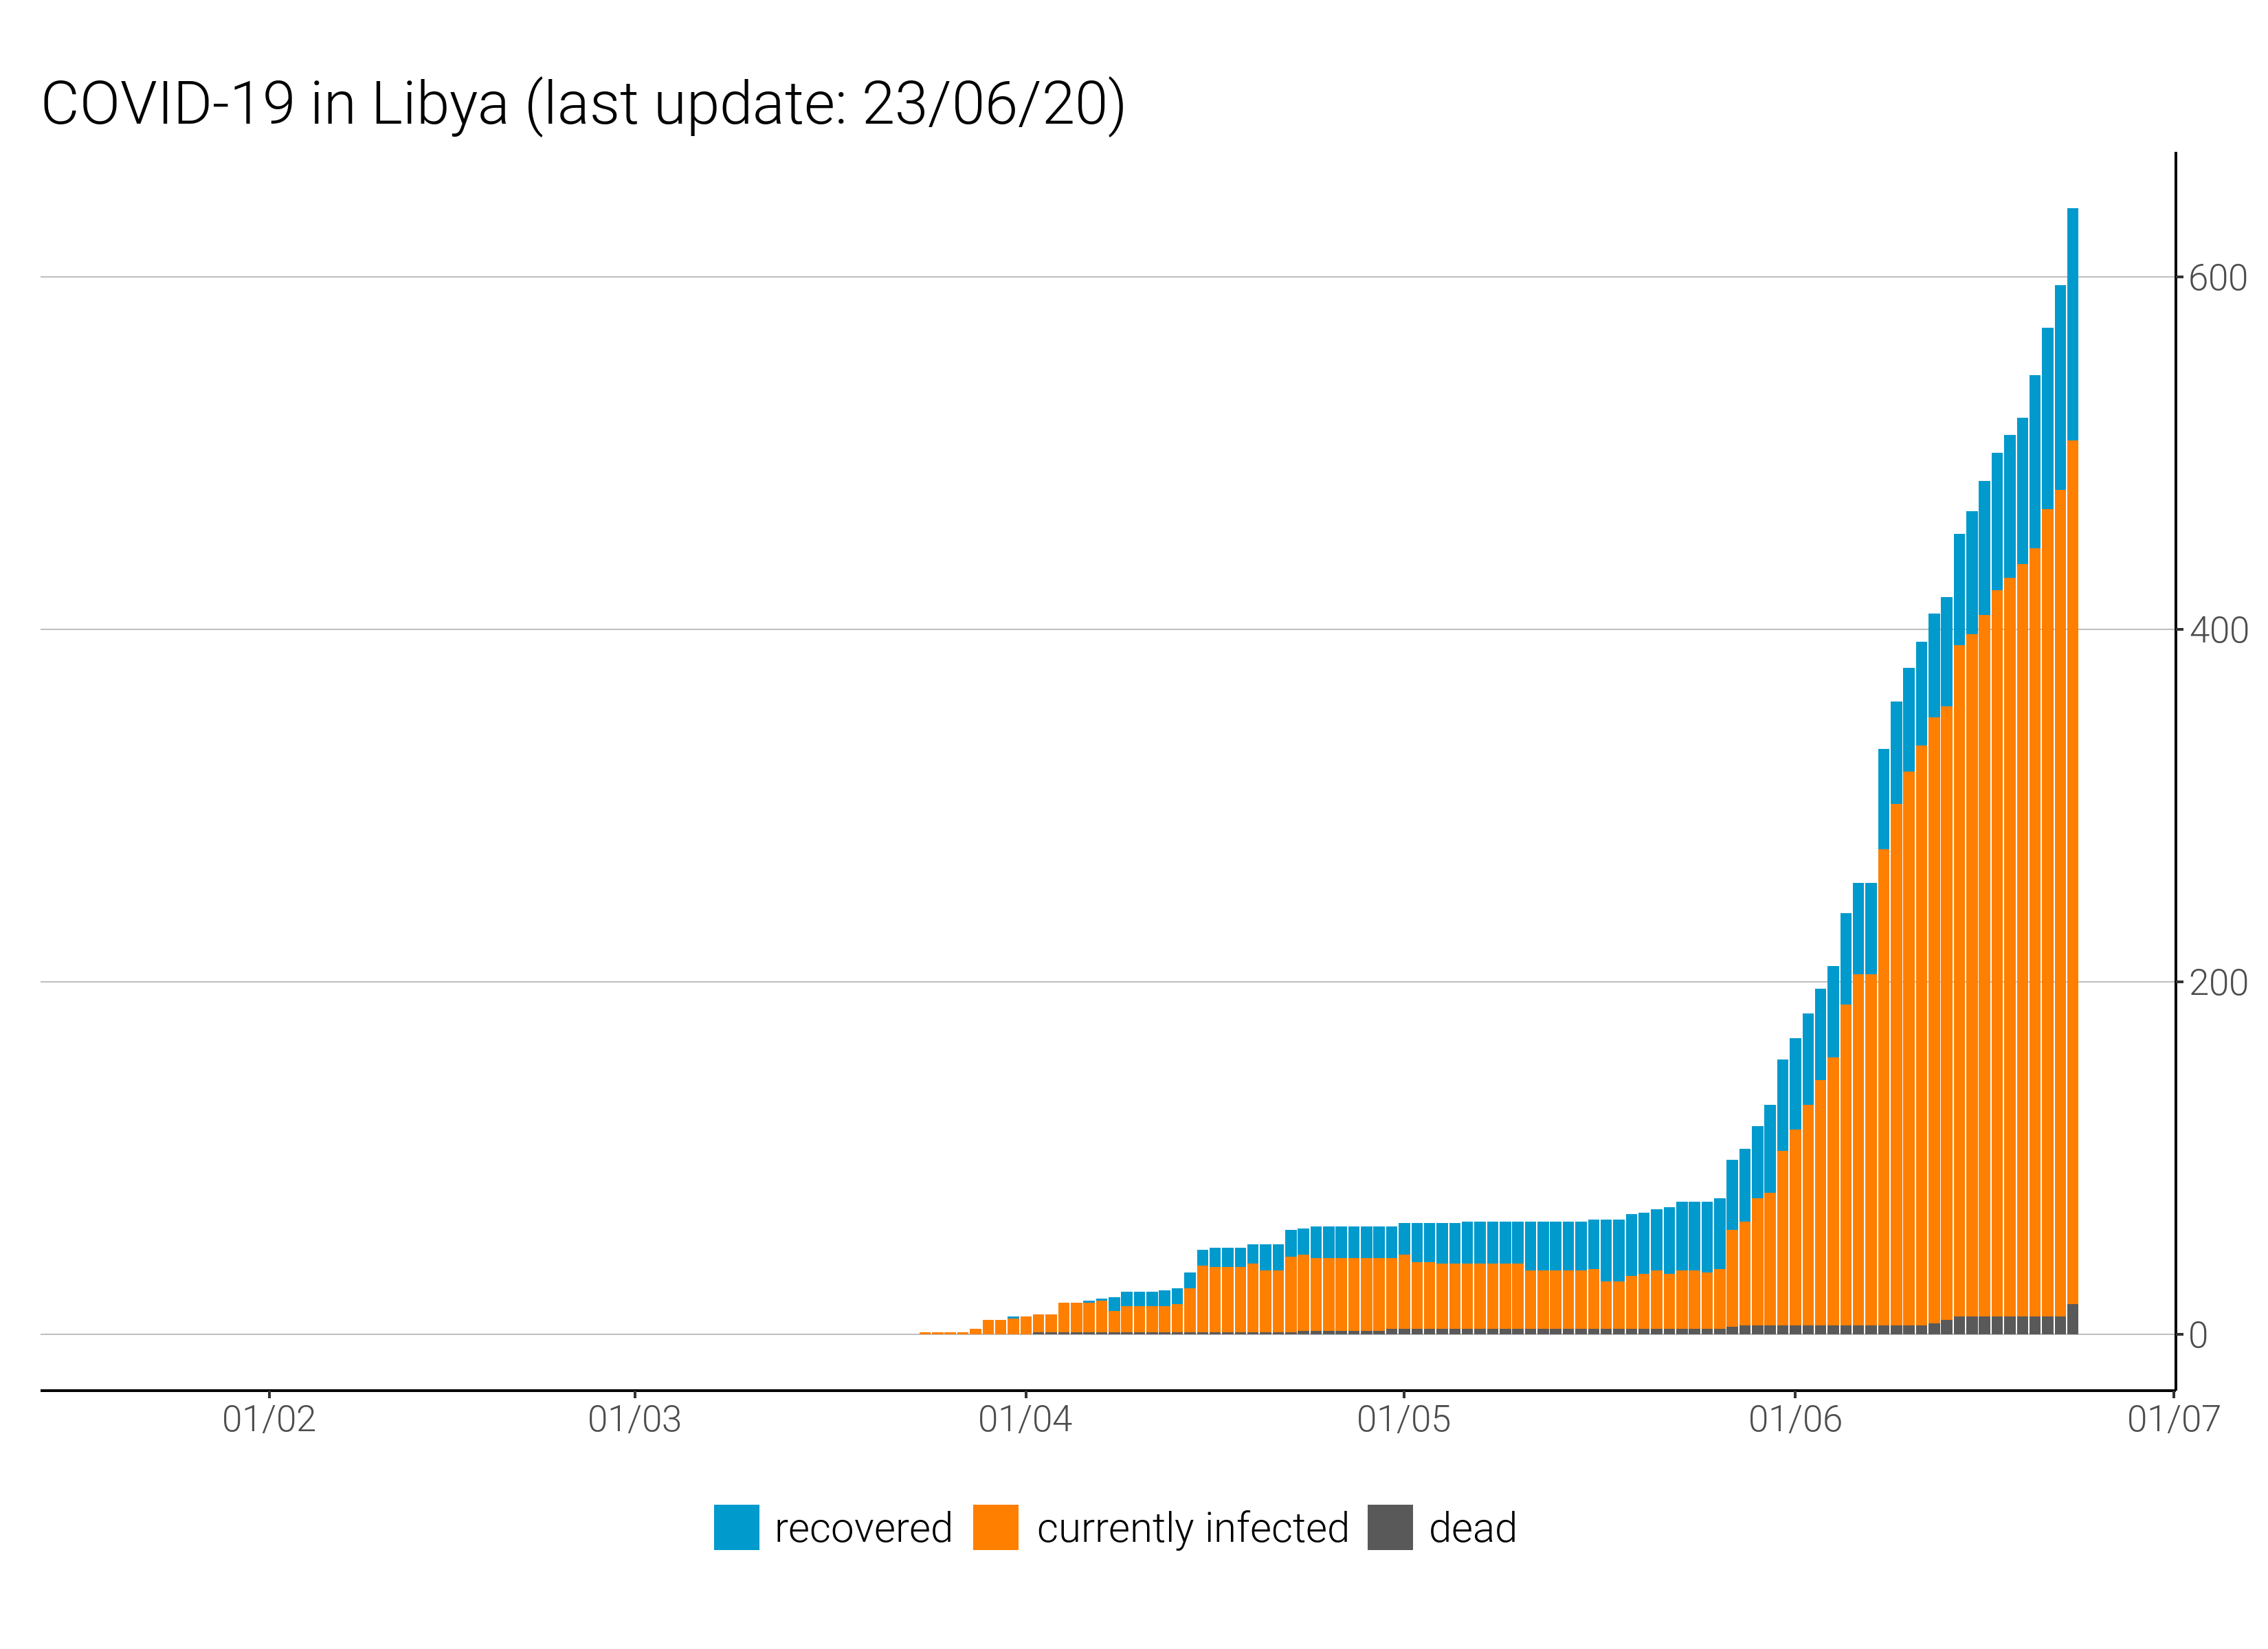 COVID-19 in Libya (last update: 23/06/20)
600
400
200
0
01/02 01/03 01/04 01/05 01/06 01/07
recovered currently infected dead